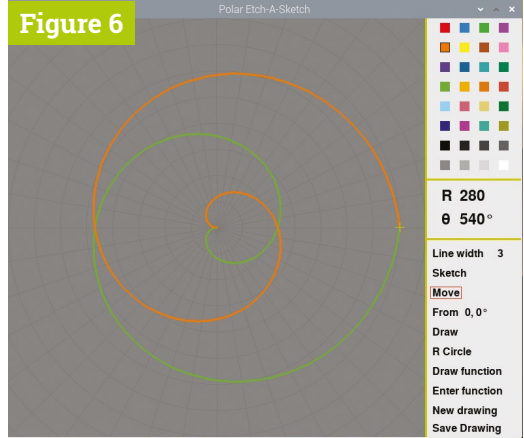 Figure 6
Polar Etch-A-Sketch
R 280
θ 540°
Line width 3
Sketch
Move
From 0, 0°
Draw
R Circle
Draw function
Enter function
New drawing
Save Drawing